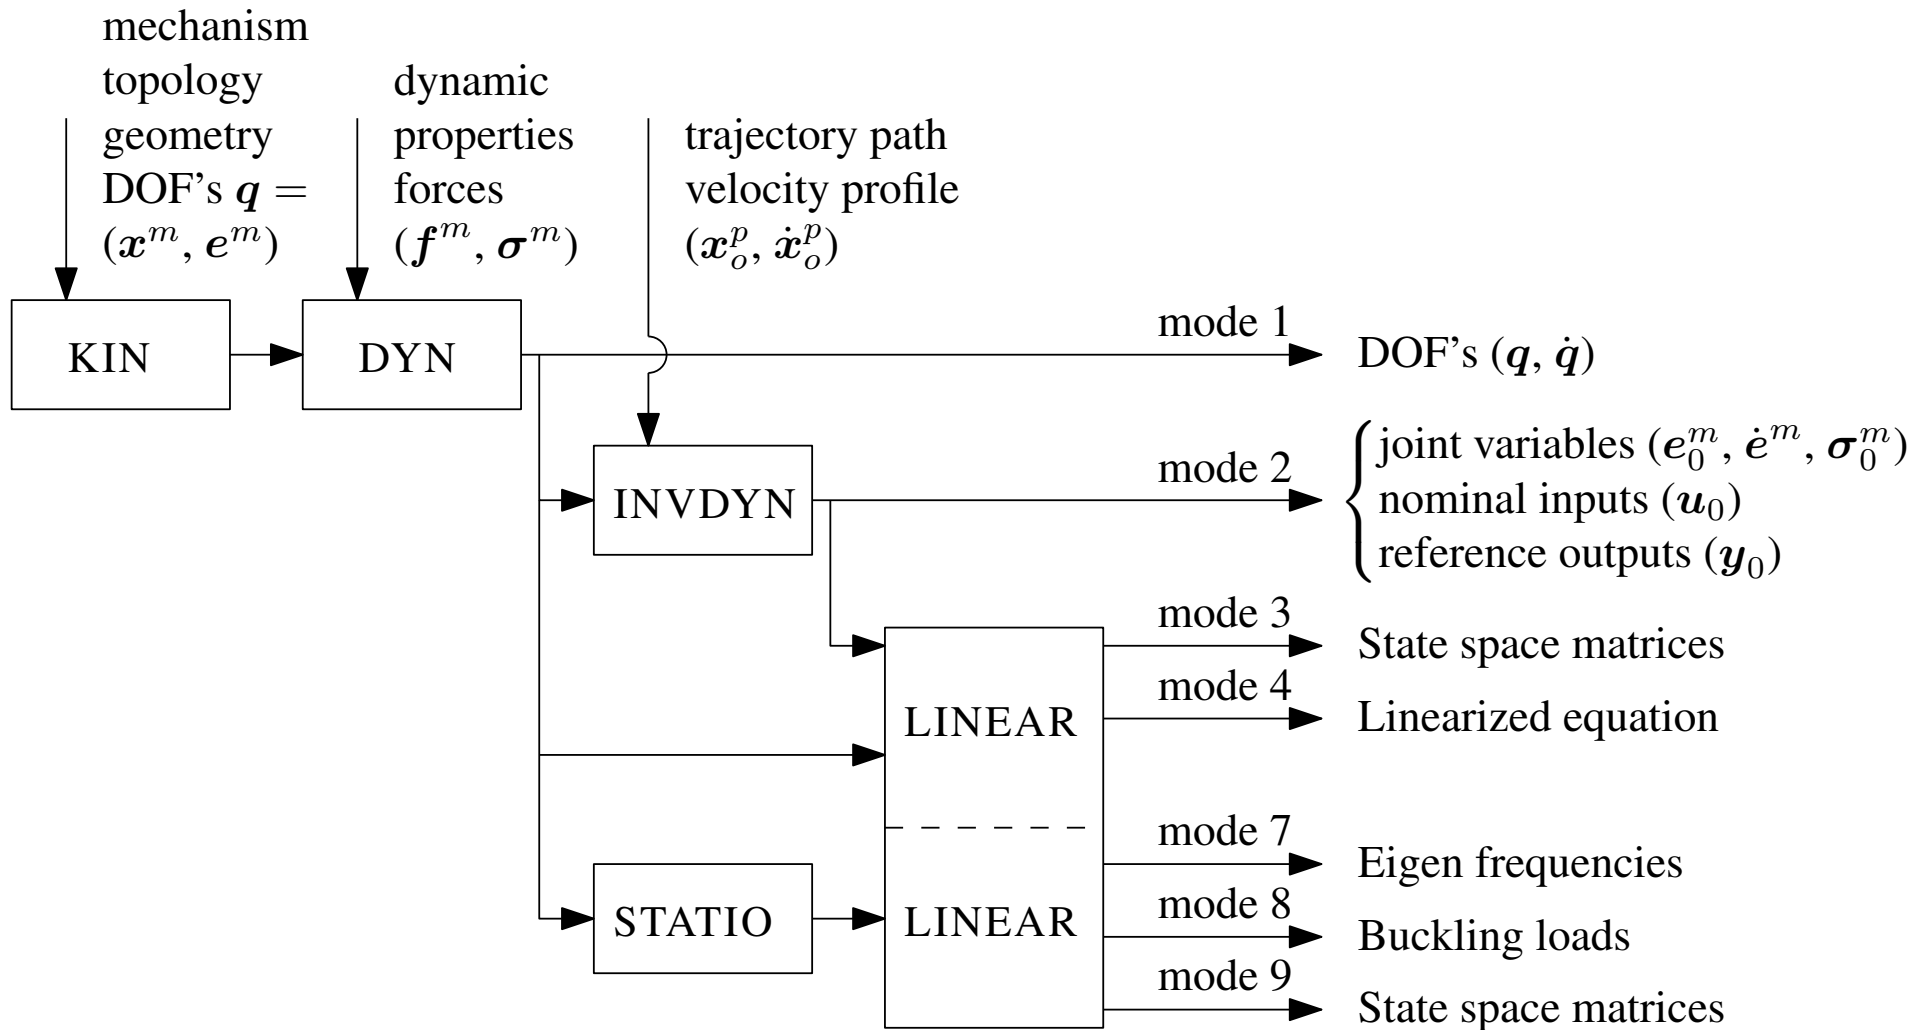 mechanism
topology
geometry
DOF's q =
(x^m, e^m)
dynamic
properties
forces
(f^m, σ^m)
trajectory path
velocity profile
(x_o^p, ẋ_o^p)
KIN
DYN
mode 1
DOF's (q, q̇)
INVDYN
mode 2
joint variables (e_0^m, ė^m, σ_0^m)
nominal inputs (u_0)
reference outputs (y_0)
mode 3
State space matrices
mode 4
Linearized equation
LINEAR
mode 7
Eigen frequencies
STATIO
LINEAR
mode 8
Buckling loads
mode 9
State space matrices